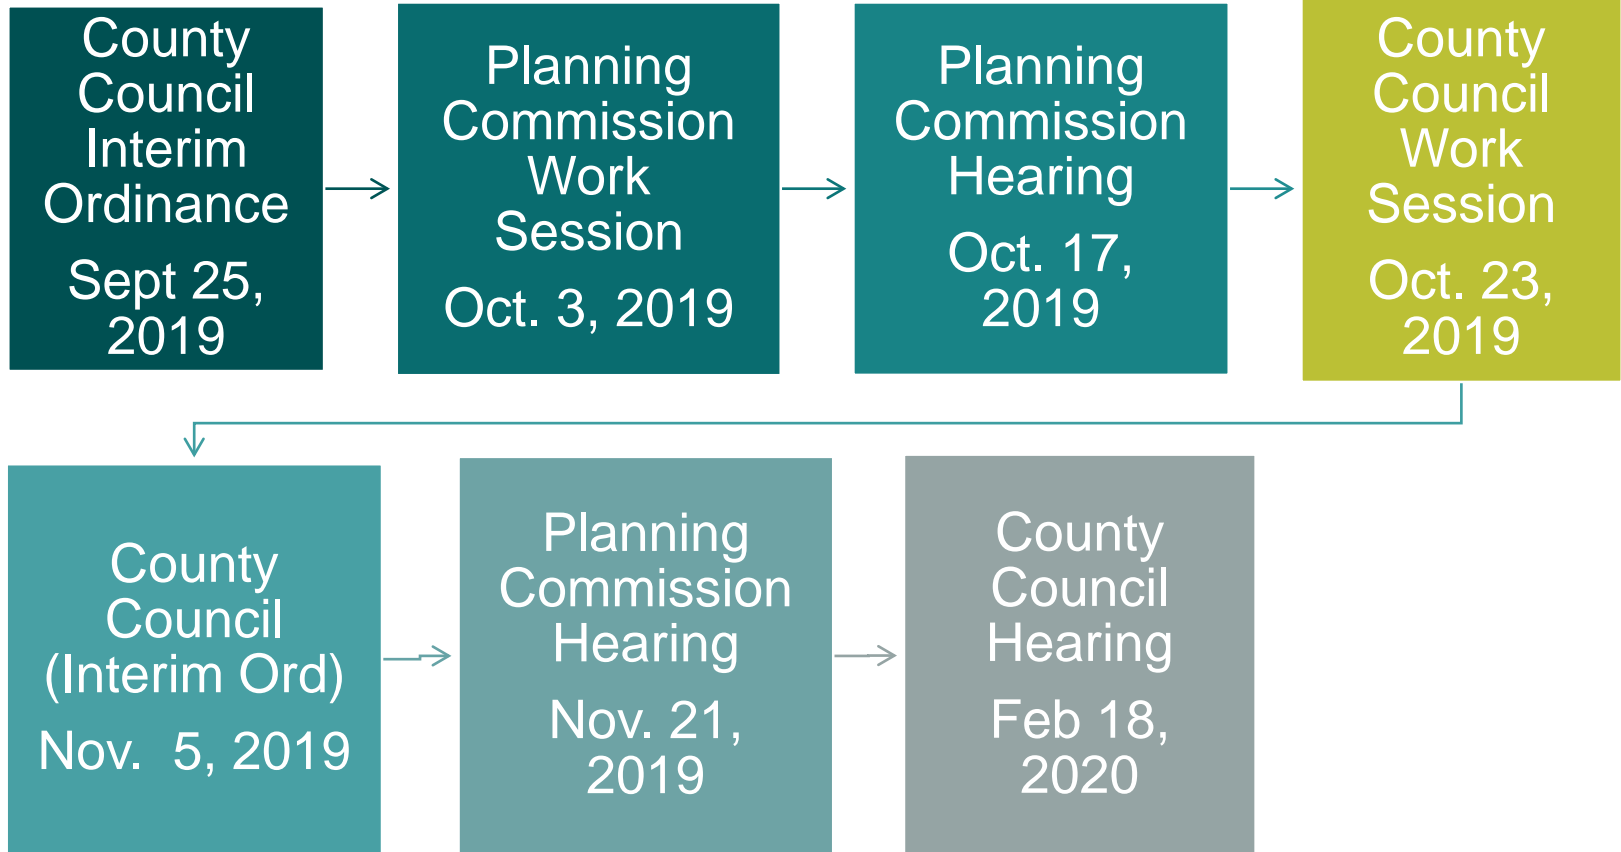 County
Council
Interim
Ordinance
Sept 25,
2019
Planning
Commission
Work
Session
Oct. 3, 2019
Planning
Commission
Hearing
Oct. 17,
2019
County
Council
Work
Session
Oct. 23,
2019
County
Council
(Interim Ord)
Nov.  5, 2019
Planning
Commission
Hearing
Nov. 21,
2019
County
Council
Hearing
Feb 18,
2020